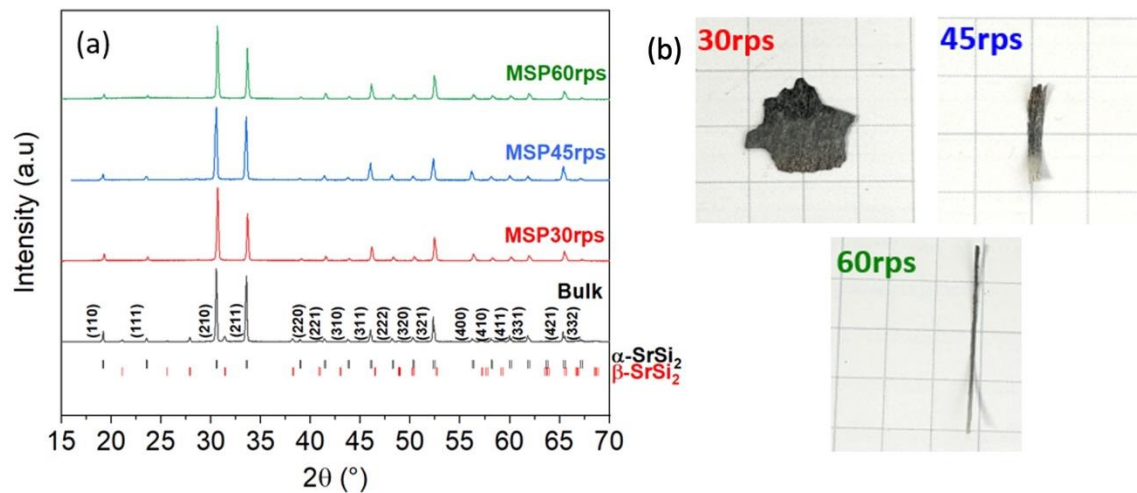 (a)
MSP60rps
MSP45rps
MSP30rps
Bulk
(110) (111) (210) (211) (220) (221) (310) (311) (222) (320) (321) (400) (410) (411) (331) (421) (332)
α-SrSi₂
β-SrSi₂
15 20 25 30 35 40 45 50 55 60 65 70
2θ (°)
Intensity (a.u)
(b)
30rps
45rps
60rps